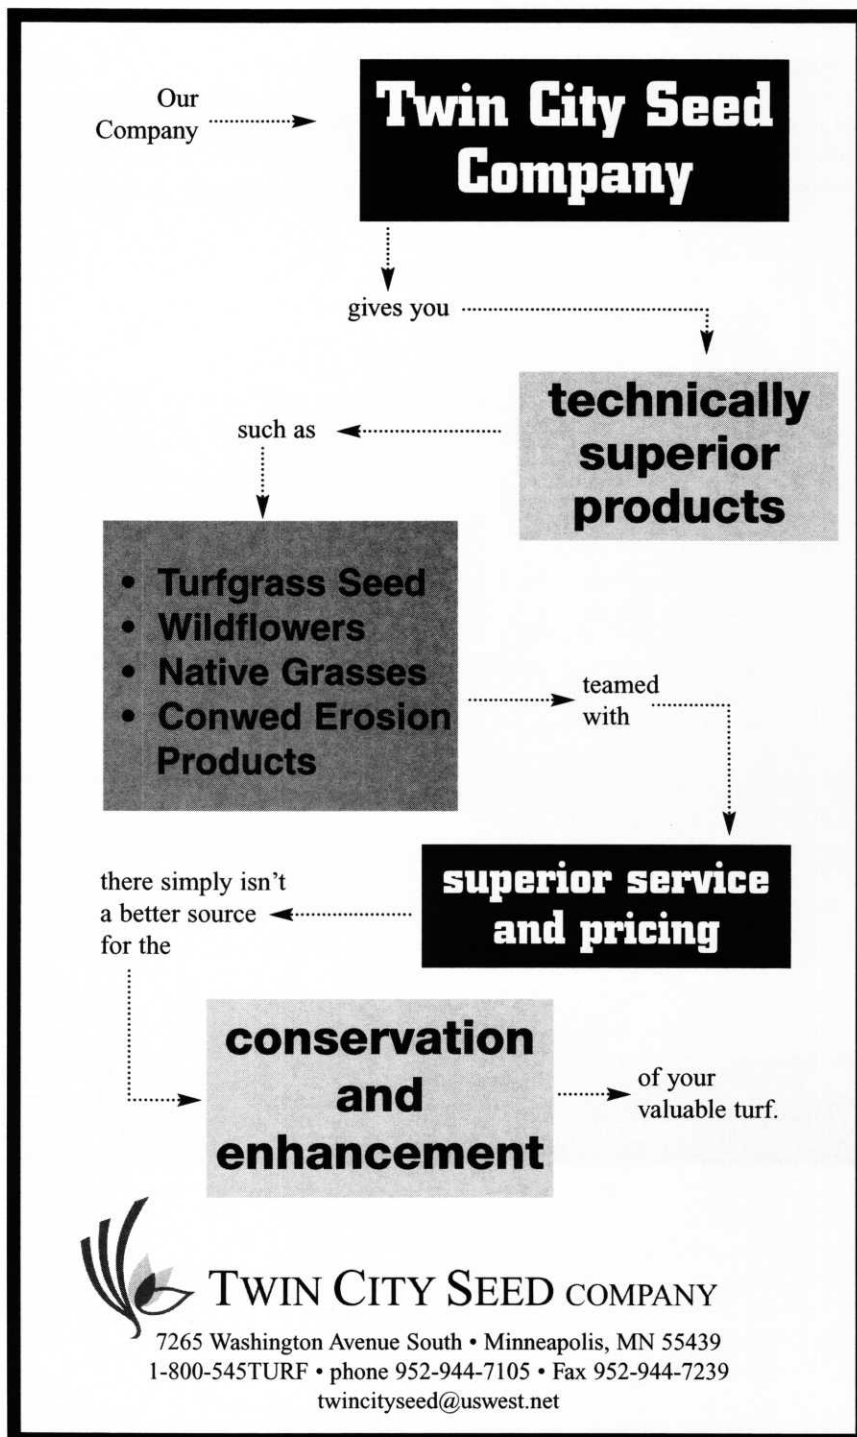 Our
Company
Twin City Seed
Company
gives you
technically
superior
products
such as
• Turfgrass Seed
• Wildflowers
• Native Grasses
• Conwed Erosion
Products
teamed
with
superior service
and pricing
there simply isn't
a better source
for the
conservation
and
enhancement
of your
valuable turf.
TWIN CITY SEED COMPANY
7265 Washington Avenue South • Minneapolis, MN 55439
1-800-545TURF • phone 952-944-7105 • Fax 952-944-7239
twincityseed@uswest.net